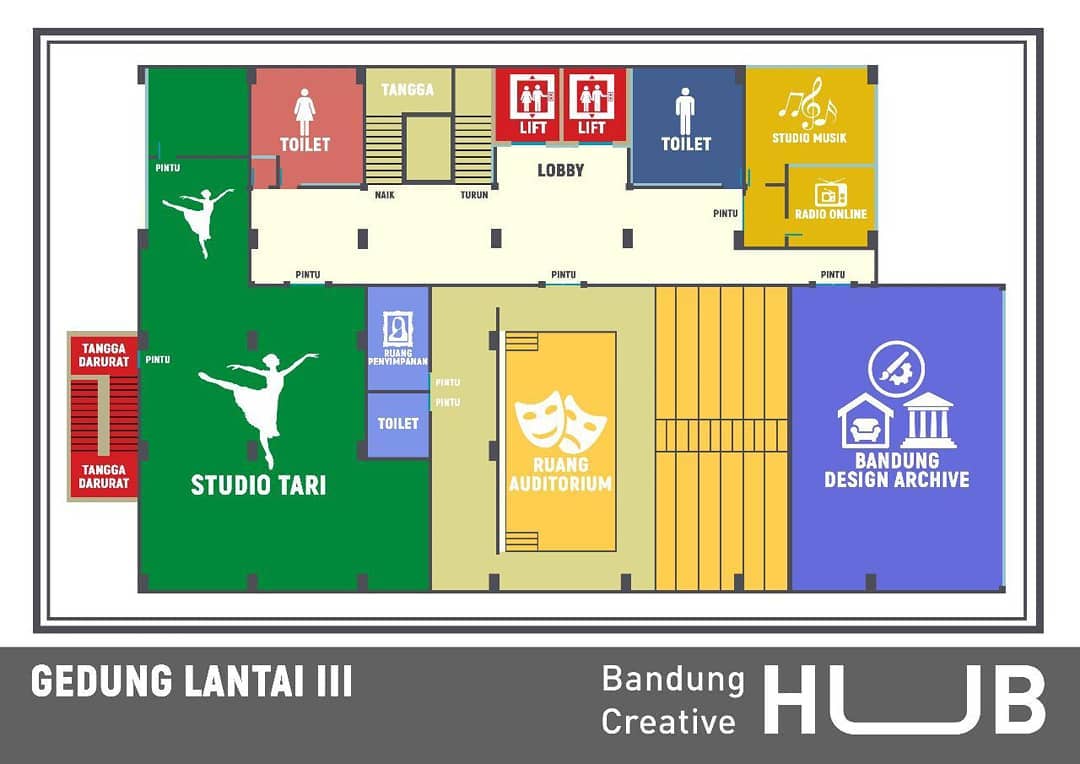 TANGGA
LIFT
LIFT
TOILET
TOILET
STUDIO MUSIK
LOBBY
PINTU
NAIK
TURUN
PINTU
RADIO ONLINE
PINTU
PINTU
PINTU
TANGGA
DARURAT
PINTU
RUANG
PENYIMPANAN
PINTU
PINTU
TOILET
TANGGA
DARURAT
STUDIO TARI
RUANG
AUDITORIUM
BANDUNG
DESIGN ARCHIVE
GEDUNG LANTAI III
Bandung
Creative
HUB